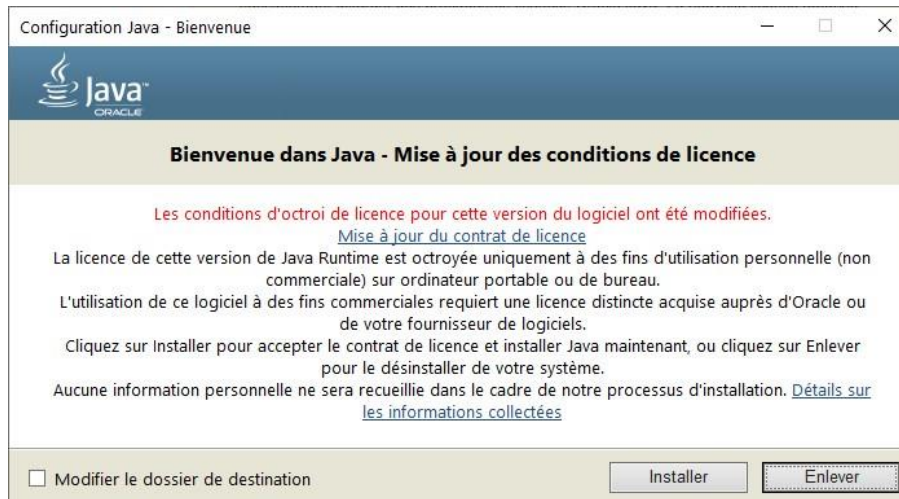 Configuration Java - Bienvenue
Java™
ORACLE
Bienvenue dans Java - Mise à jour des conditions de licence
Les conditions d'octroi de licence pour cette version du logiciel ont été modifiées.
Mise à jour du contrat de licence
La licence de cette version de Java Runtime est octroyée uniquement à des fins d'utilisation personnelle (non
commerciale) sur ordinateur portable ou de bureau.
L'utilisation de ce logiciel à des fins commerciales requiert une licence distincte acquise auprès d'Oracle ou
de votre fournisseur de logiciels.
Cliquez sur Installer pour accepter le contrat de licence et installer Java maintenant, ou cliquez sur Enlever
pour le désinstaller de votre système.
Aucune information personnelle ne sera recueillie dans le cadre de notre processus d'installation. Détails sur
les informations collectées
Modifier le dossier de destination
Installer
Enlever